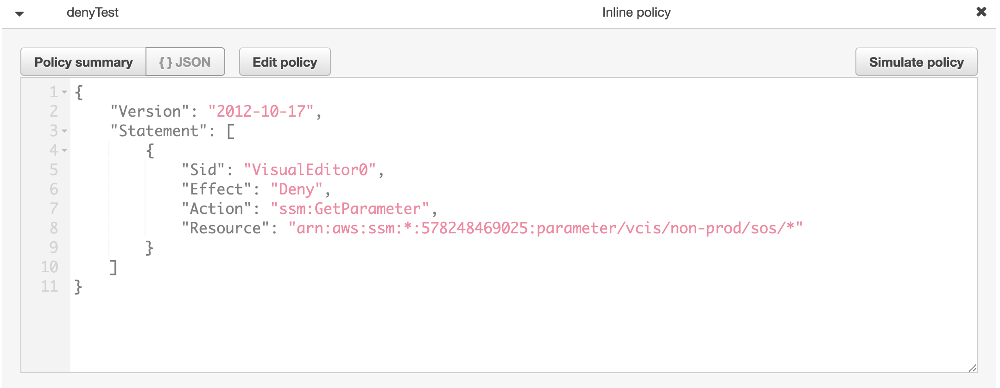 denyTest Inline policy ✖
Policy summary { } JSON Edit policy Simulate policy
1 {
2 "Version": "2012-10-17",
3 "Statement": [
4 {
5 "Sid": "VisualEditor0",
6 "Effect": "Deny",
7 "Action": "ssm:GetParameter",
8 "Resource": "arn:aws:ssm:*:578248469025:parameter/vcis/non-prod/sos/*"
9 }
10 ]
11 }